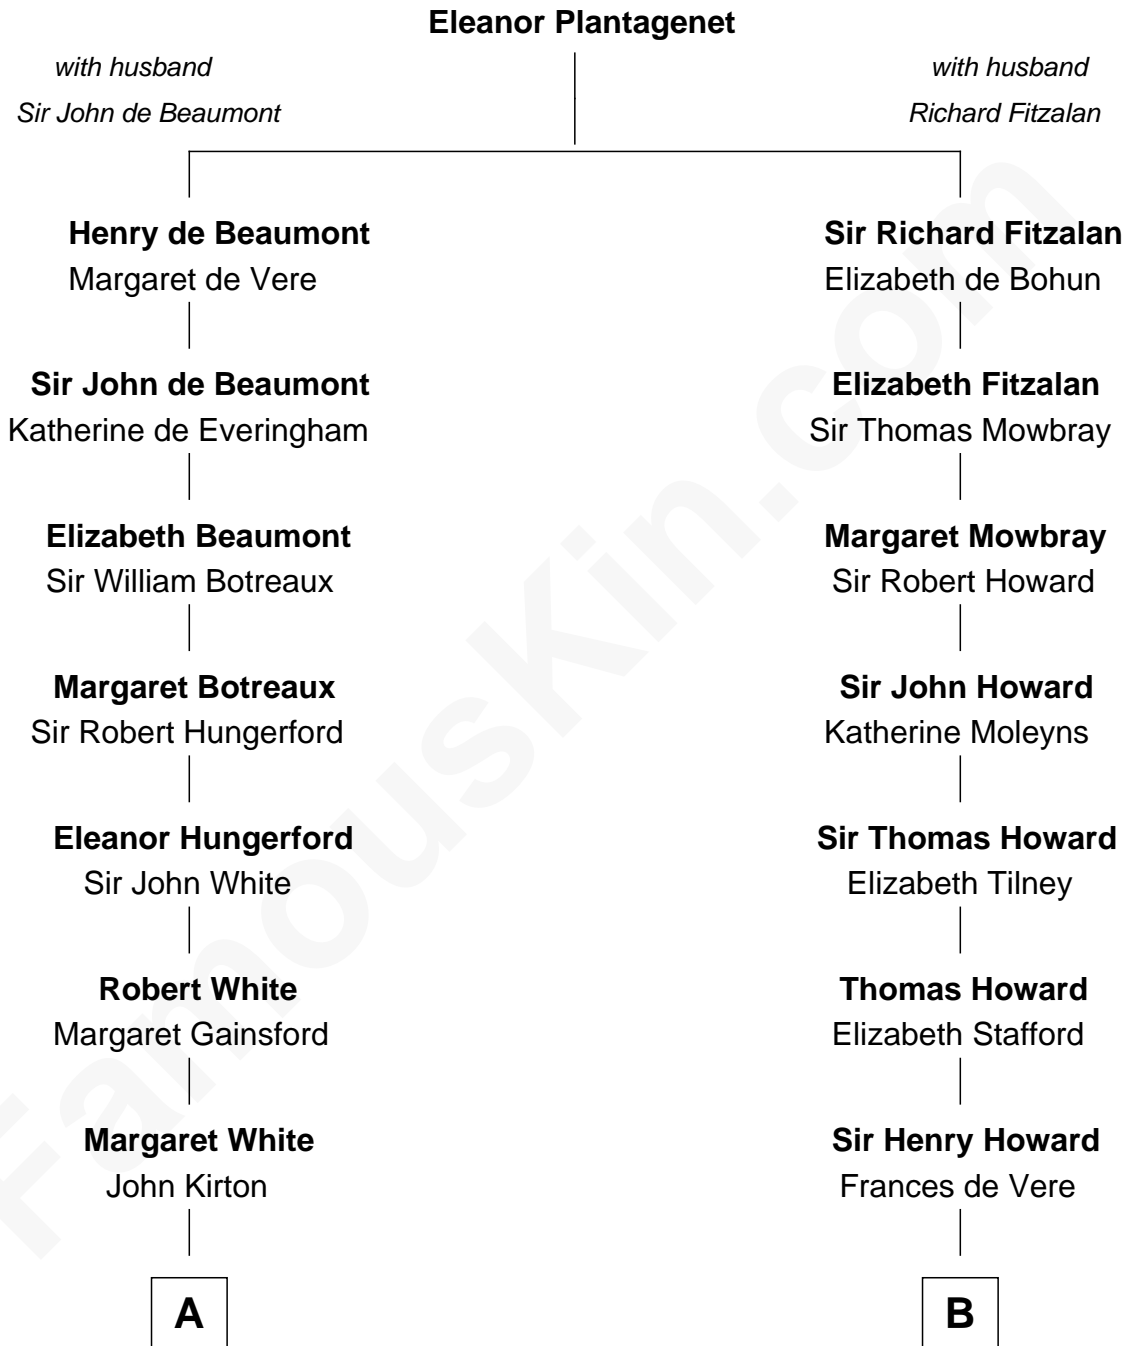 Eleanor Plantagenet
with husband
Sir John de Beaumont
with husband
Richard Fitzalan
Henry de Beaumont
Margaret de Vere
Sir Richard Fitzalan
Elizabeth de Bohun
Sir John de Beaumont
Katherine de Everingham
Elizabeth Fitzalan
Sir Thomas Mowbray
Elizabeth Beaumont
Sir William Botreaux
Margaret Mowbray
Sir Robert Howard
Margaret Botreaux
Sir Robert Hungerford
Sir John Howard
Katherine Moleyns
Eleanor Hungerford
Sir John White
Sir Thomas Howard
Elizabeth Tilney
Robert White
Margaret Gainsford
Thomas Howard
Elizabeth Stafford
Margaret White
John Kirton
Sir Henry Howard
Frances de Vere
A
B
FamousKin.com